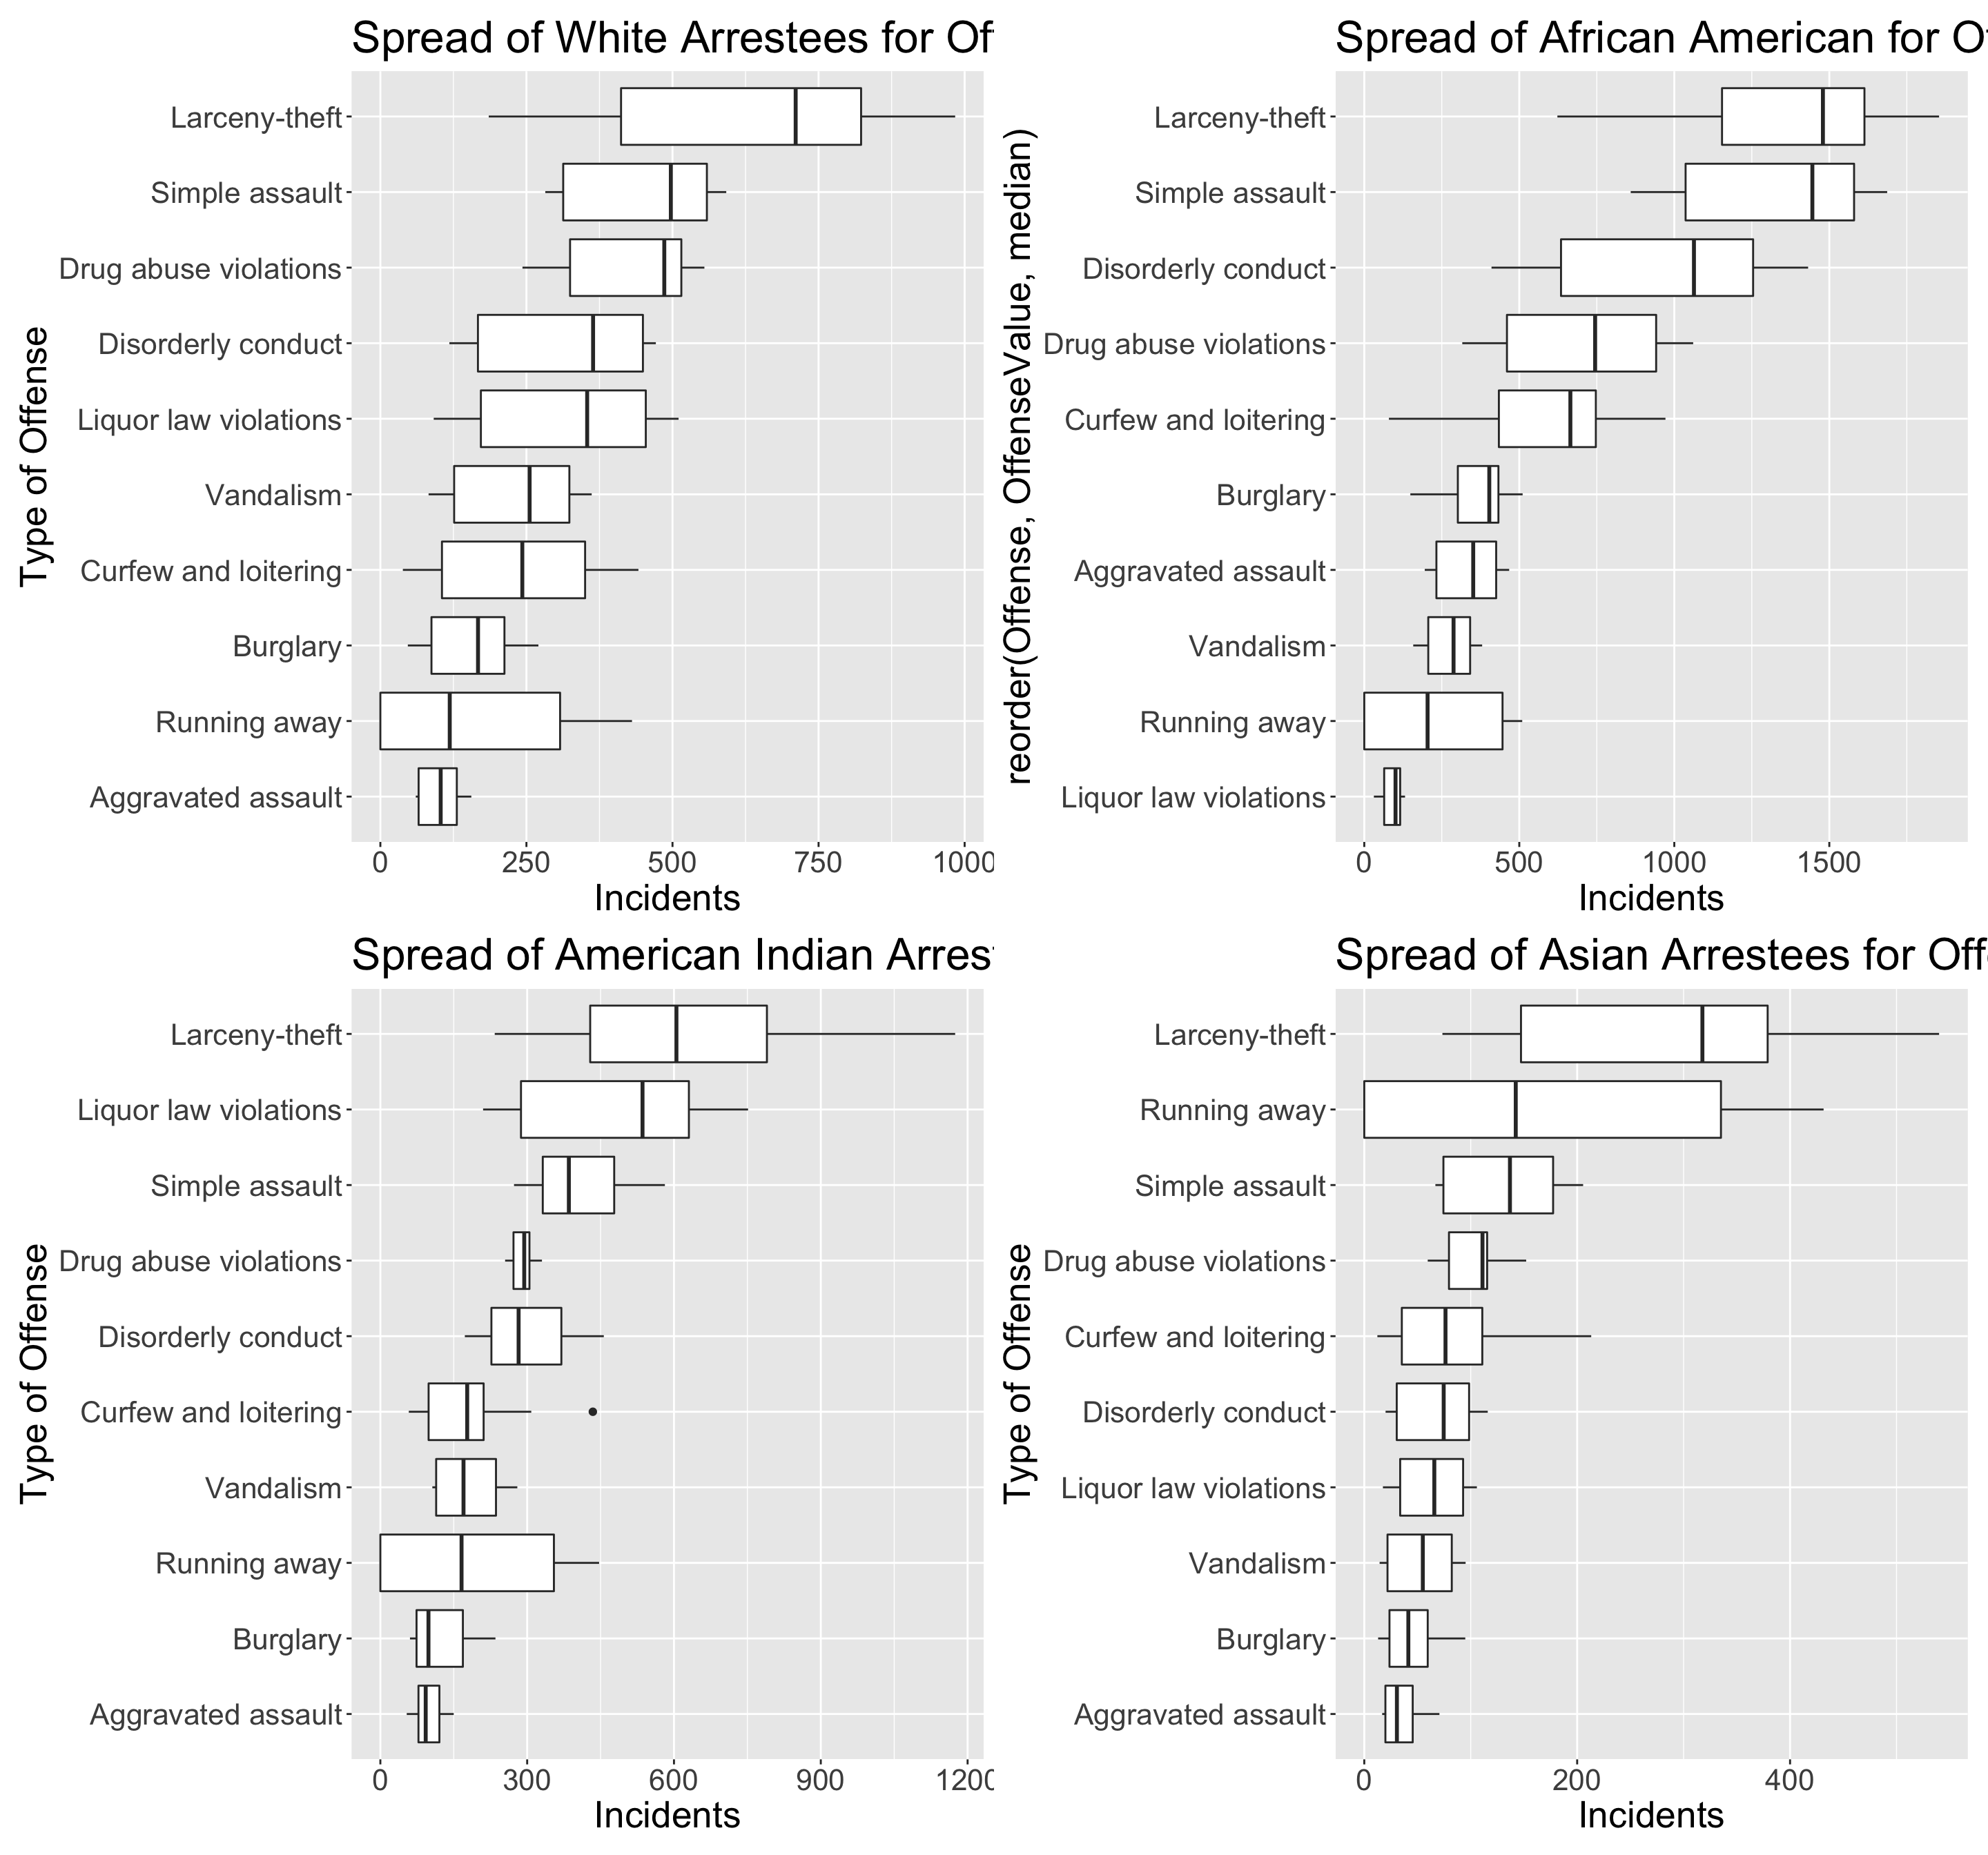 Spread of White Arrestees for Of
Type of Offense
Larceny-theft
Simple assault
Drug abuse violations
Disorderly conduct
Liquor law violations
Vandalism
Curfew and loitering
Burglary
Running away
Aggravated assault
0 250 500 750 1000
Incidents
Spread of African American for O
reorder(Offense, OffenseValue, median)
Larceny-theft
Simple assault
Disorderly conduct
Drug abuse violations
Curfew and loitering
Burglary
Aggravated assault
Vandalism
Running away
Liquor law violations
0 500 1000 1500
Incidents
Spread of American Indian Arres
Type of Offense
Larceny-theft
Liquor law violations
Simple assault
Drug abuse violations
Disorderly conduct
Curfew and loitering
Vandalism
Running away
Burglary
Aggravated assault
0 300 600 900 1200
Incidents
Spread of Asian Arrestees for Off
Type of Offense
Larceny-theft
Running away
Simple assault
Drug abuse violations
Curfew and loitering
Disorderly conduct
Liquor law violations
Vandalism
Burglary
Aggravated assault
0 200 400
Incidents